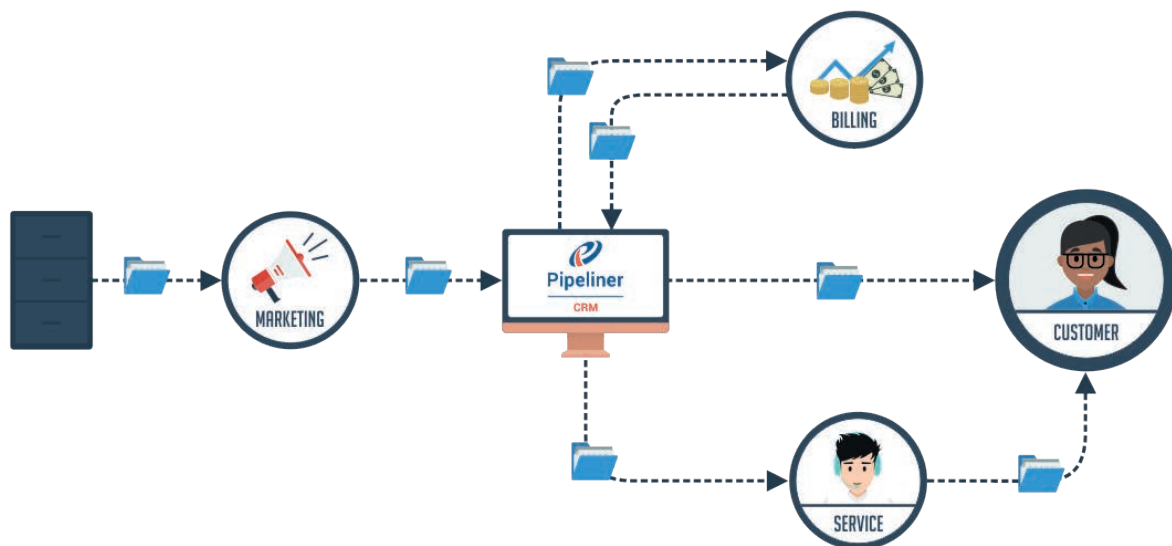 BILLING
MARKETING
Pipeliner
CRM
CUSTOMER
SERVICE